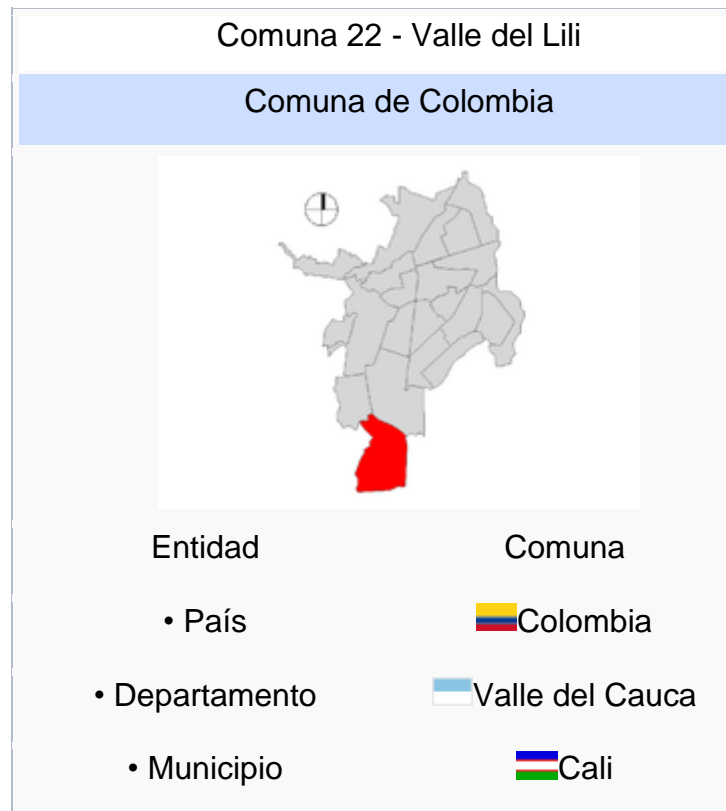 Comuna 22 - Valle del Lili
Comuna de Colombia
Entidad Comuna
• País Colombia
• Departamento Valle del Cauca
• Municipio Cali